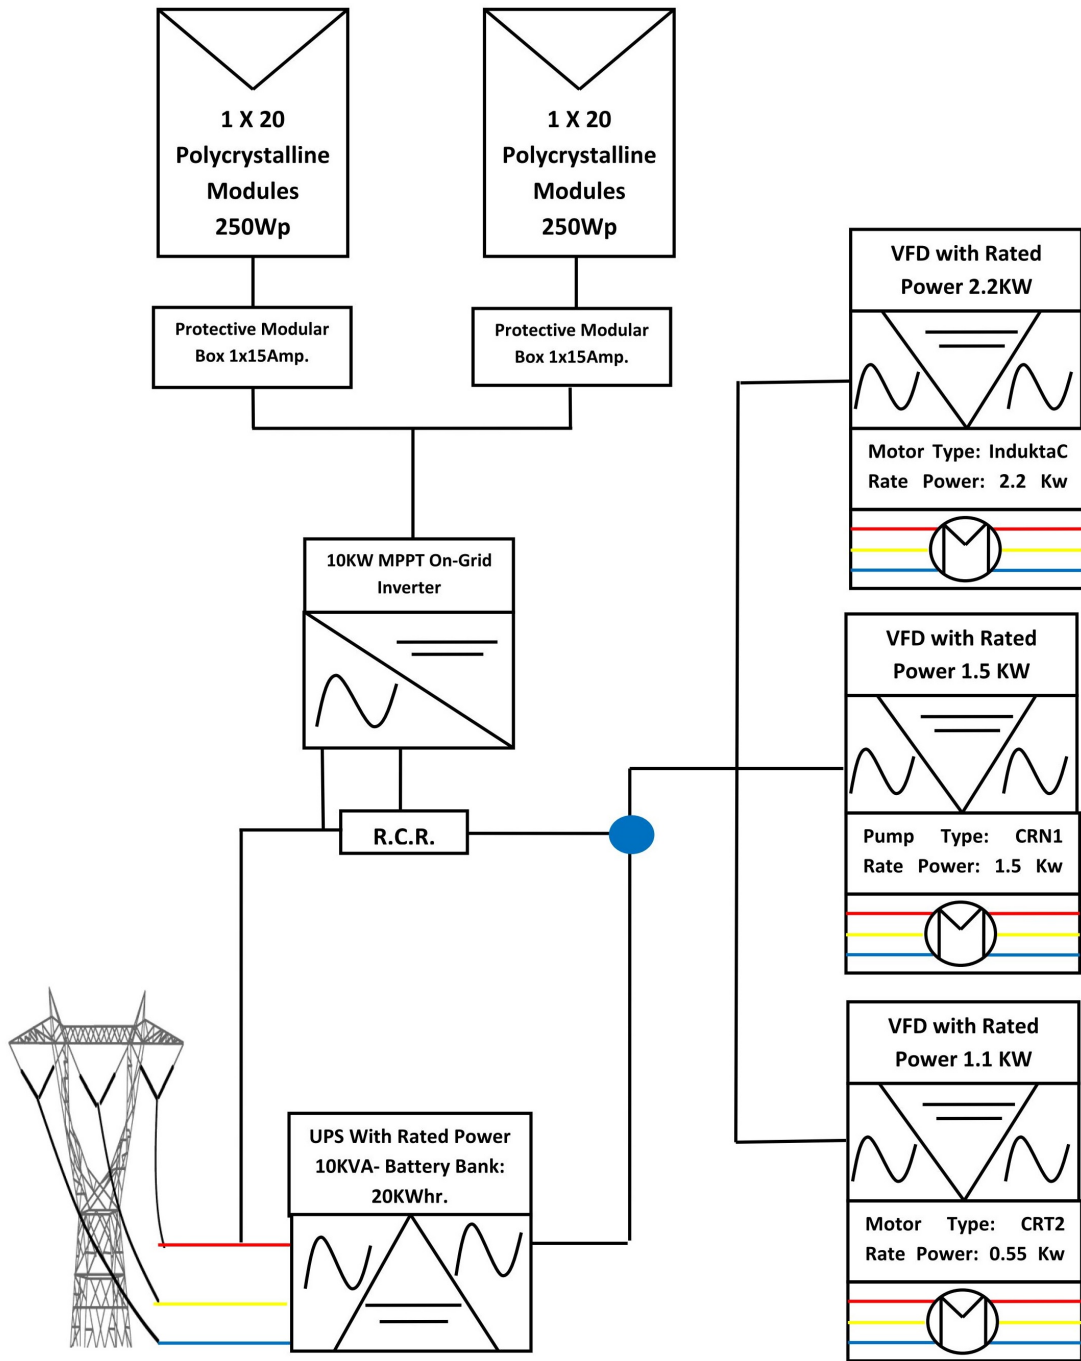 1 X 20
Polycrystalline
Modules
250Wp
1 X 20
Polycrystalline
Modules
250Wp
Protective Modular
Box 1x15Amp.
Protective Modular
Box 1x15Amp.
10KW MPPT On-Grid
Inverter
R.C.R.
UPS With Rated Power
10KVA- Battery Bank:
20KWhr.
VFD with Rated
Power 2.2KW
Motor Type: InduktaC
Rate Power: 2.2 Kw
VFD with Rated
Power 1.5 KW
Pump Type: CRN1
Rate Power: 1.5 Kw
VFD with Rated
Power 1.1 KW
Motor Type: CRT2
Rate Power: 0.55 Kw